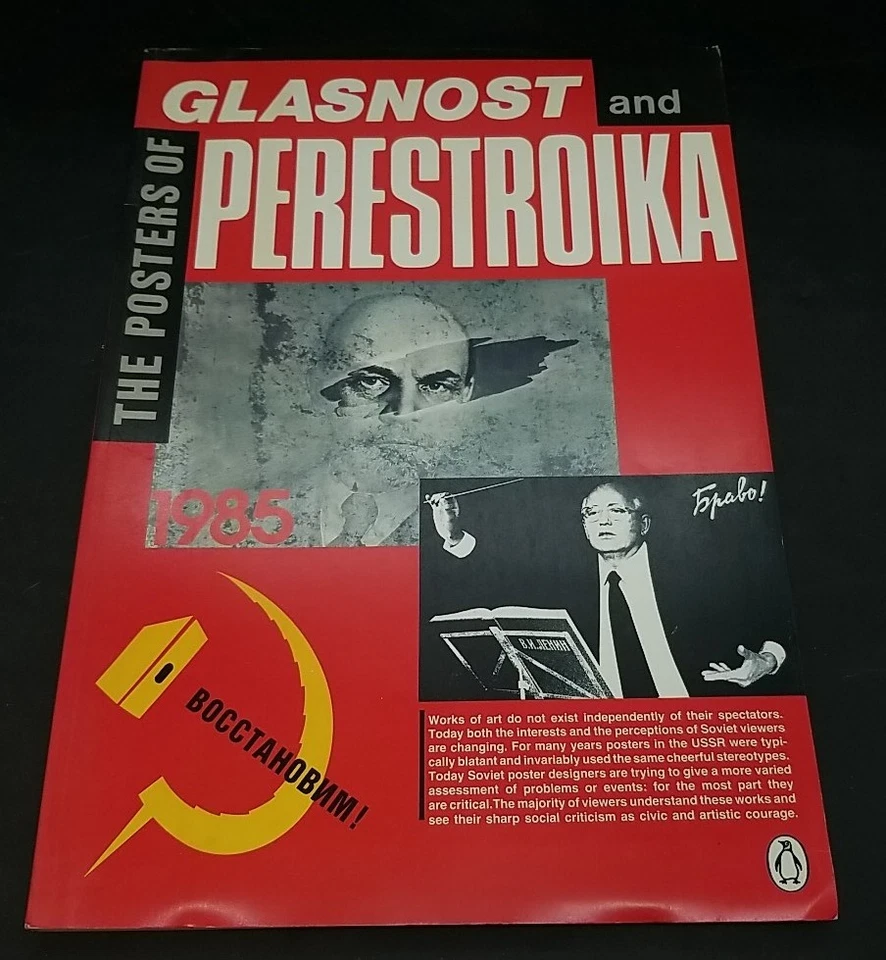 THE POSTERS OF
GLASNOST and
PERESTROIKA
1985
Браво!
В.И.ЛЕНИН
ВОССТАНОВИМ!
Works of art do not exist independently of their spectators.
Today both the interests and the perceptions of Soviet viewers
are changing. For many years posters in the USSR were typi-
cally blatant and invariably used the same cheerful stereotypes.
Today Soviet poster designers are trying to give a more varied
assessment of problems or events: for the most part they
are critical.The majority of viewers understand these works and
see their sharp social criticism as civic and artistic courage.